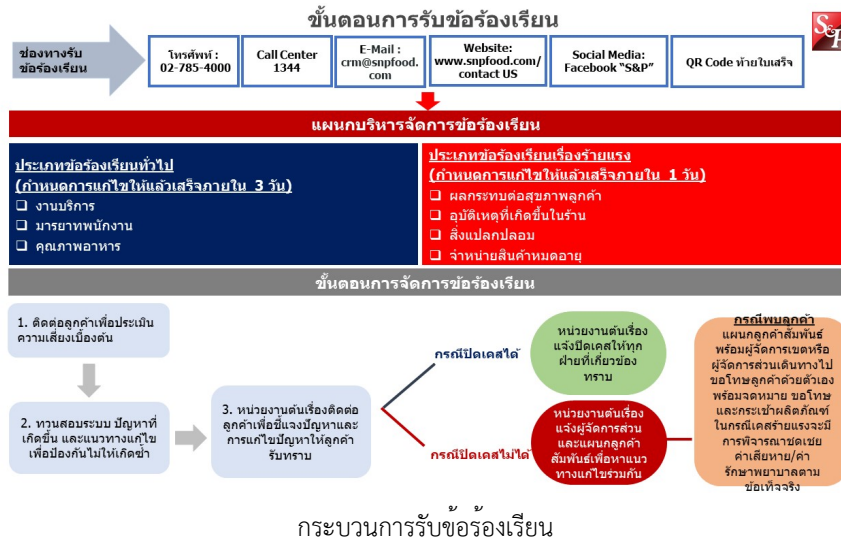 ขั้นตอนการรับข้อร้องเรียน
S&P
ช่องทางรับ
ข้อร้องเรียน
โทรศัพท์ :
02-785-4000
Call Center
1344
E-Mail :
crm@snpfood.
com
Website:
www.snpfood.com/
contact US
Social Media:
Facebook “S&P”
QR Code ท้ายใบเสร็จ
แผนกบริหารจัดการข้อร้องเรียน
ประเภทข้อร้องเรียนทั่วไป
(กำหนดการแก้ไขให้แล้วเสร็จภายใน 3 วัน)
งานบริการ
มารยาทพนักงาน
คุณภาพอาหาร
ประเภทข้อร้องเรียนเรื่องร้ายแรง
(กำหนดการแก้ไขให้แล้วเสร็จภายใน 1 วัน)
ผลกระทบต่อสุขภาพลูกค้า
อุบัติเหตุที่เกิดขึ้นในร้าน
สิ่งแปลกปลอม
จำหน่ายสินค้าหมดอายุ
ขั้นตอนการจัดการข้อร้องเรียน
1. ติดต่อลูกค้าเพื่อประเมิน
ความเสี่ยงเบื้องต้น
2. ทวนสอบระบบ ปัญหาที่
เกิดขึ้น และแนวทางแก้ไข
เพื่อป้องกันไม่ให้เกิดซ้ำ
3. หน่วยงานต้นเรื่องติดต่อ
ลูกค้าเพื่อชี้แจงปัญหาและ
การแก้ไขปัญหาให้ลูกค้า
รับทราบ
กรณีปิดเคสได้
หน่วยงานต้นเรื่อง
แจ้งปิดเคสให้ทุก
ฝ่ายที่เกี่ยวข้อง
ทราบ
กรณีปิดเคสไม่ได้
หน่วยงานต้นเรื่อง
แจ้งผู้จัดการส่วน
และแผนกลูกค้า
สัมพันธ์เพื่อหาแนว
ทางแก้ไขร่วมกัน
กรณีพบลูกค้า
แผนกลูกค้าสัมพันธ์
พร้อมผู้จัดการเขตหรือ
ผู้จัดการส่วนเดินทางไป
ขอโทษลูกค้าด้วยตัวเอง
พร้อมจดหมาย ขอโทษ
และกระเช้าผลิตภัณฑ์
ในกรณีเคสร้ายแรงจะมี
การพิจารณาชดเชย
ค่าเสียหาย/ค่า
รักษาพยาบาลตาม
ข้อเท็จจริง
กระบวนการรับข้อร้องเรียน